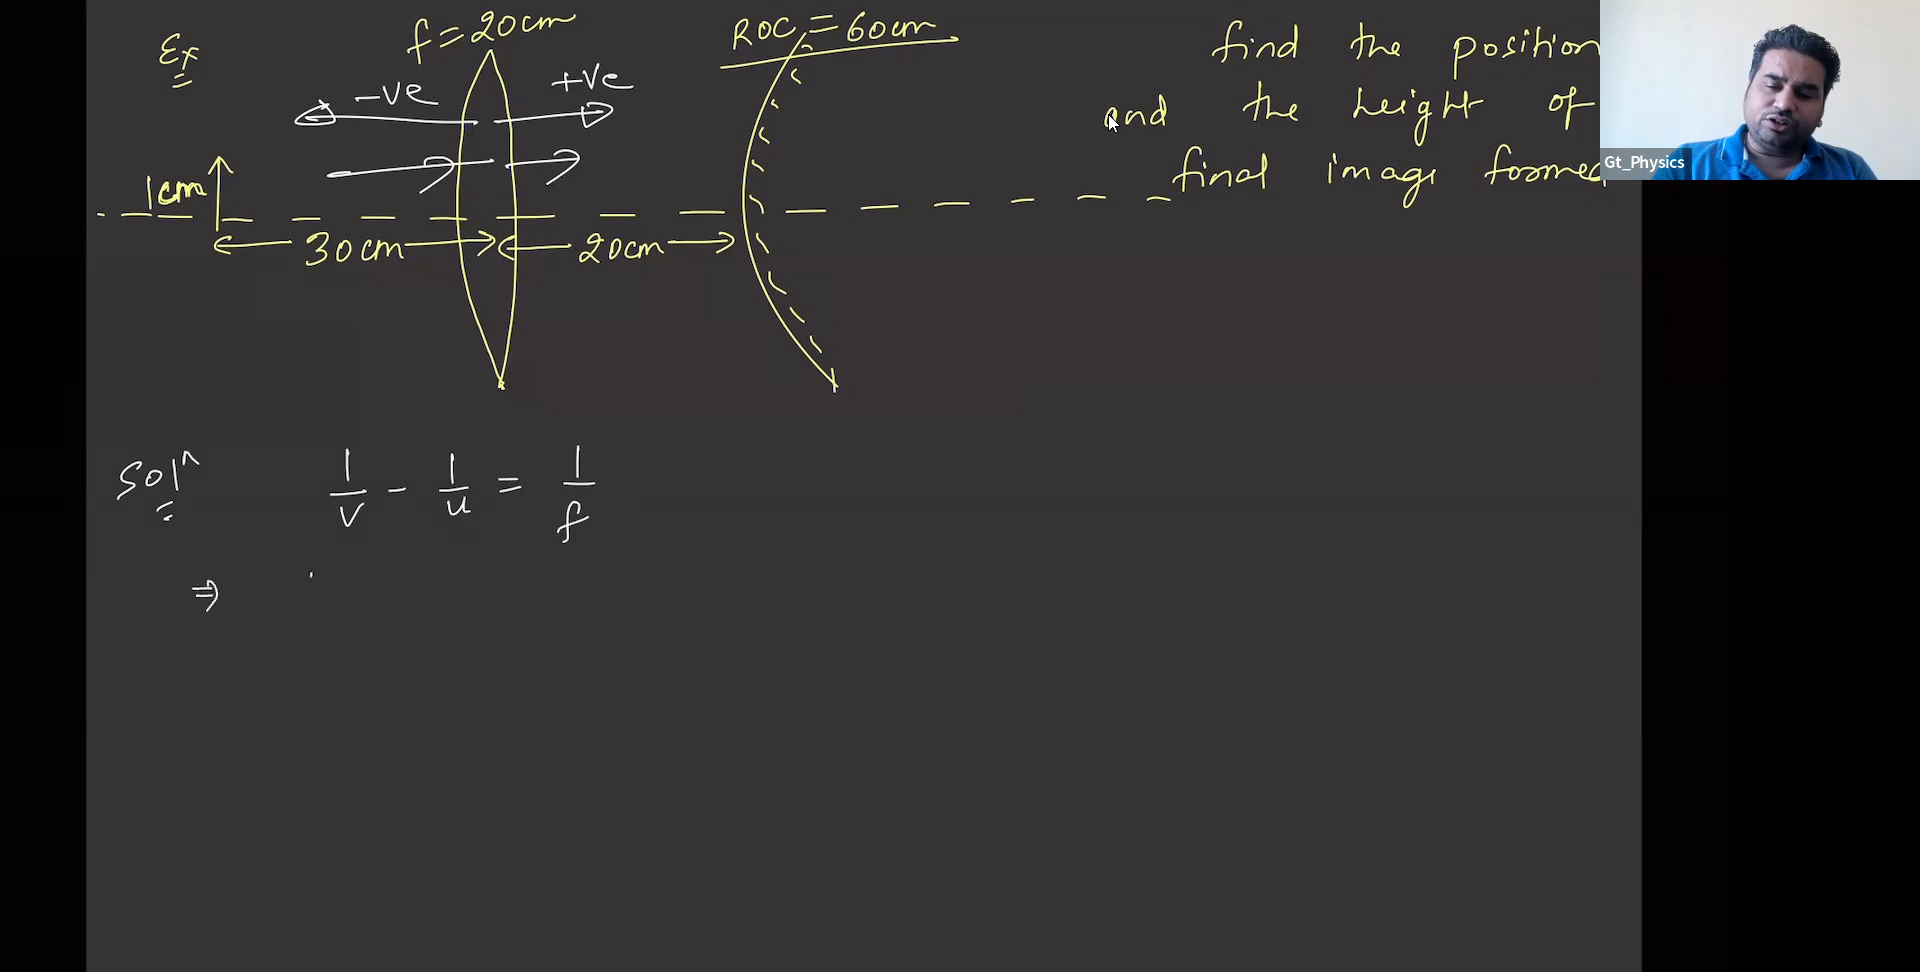 Ex
f = 20cm
ROC = 60cm
find the position
and the height of
final image formed
-ve
+ve
1cm
30cm
20cm
Solⁿ
1/v - 1/u = 1/f
⇒
Gt_Physics